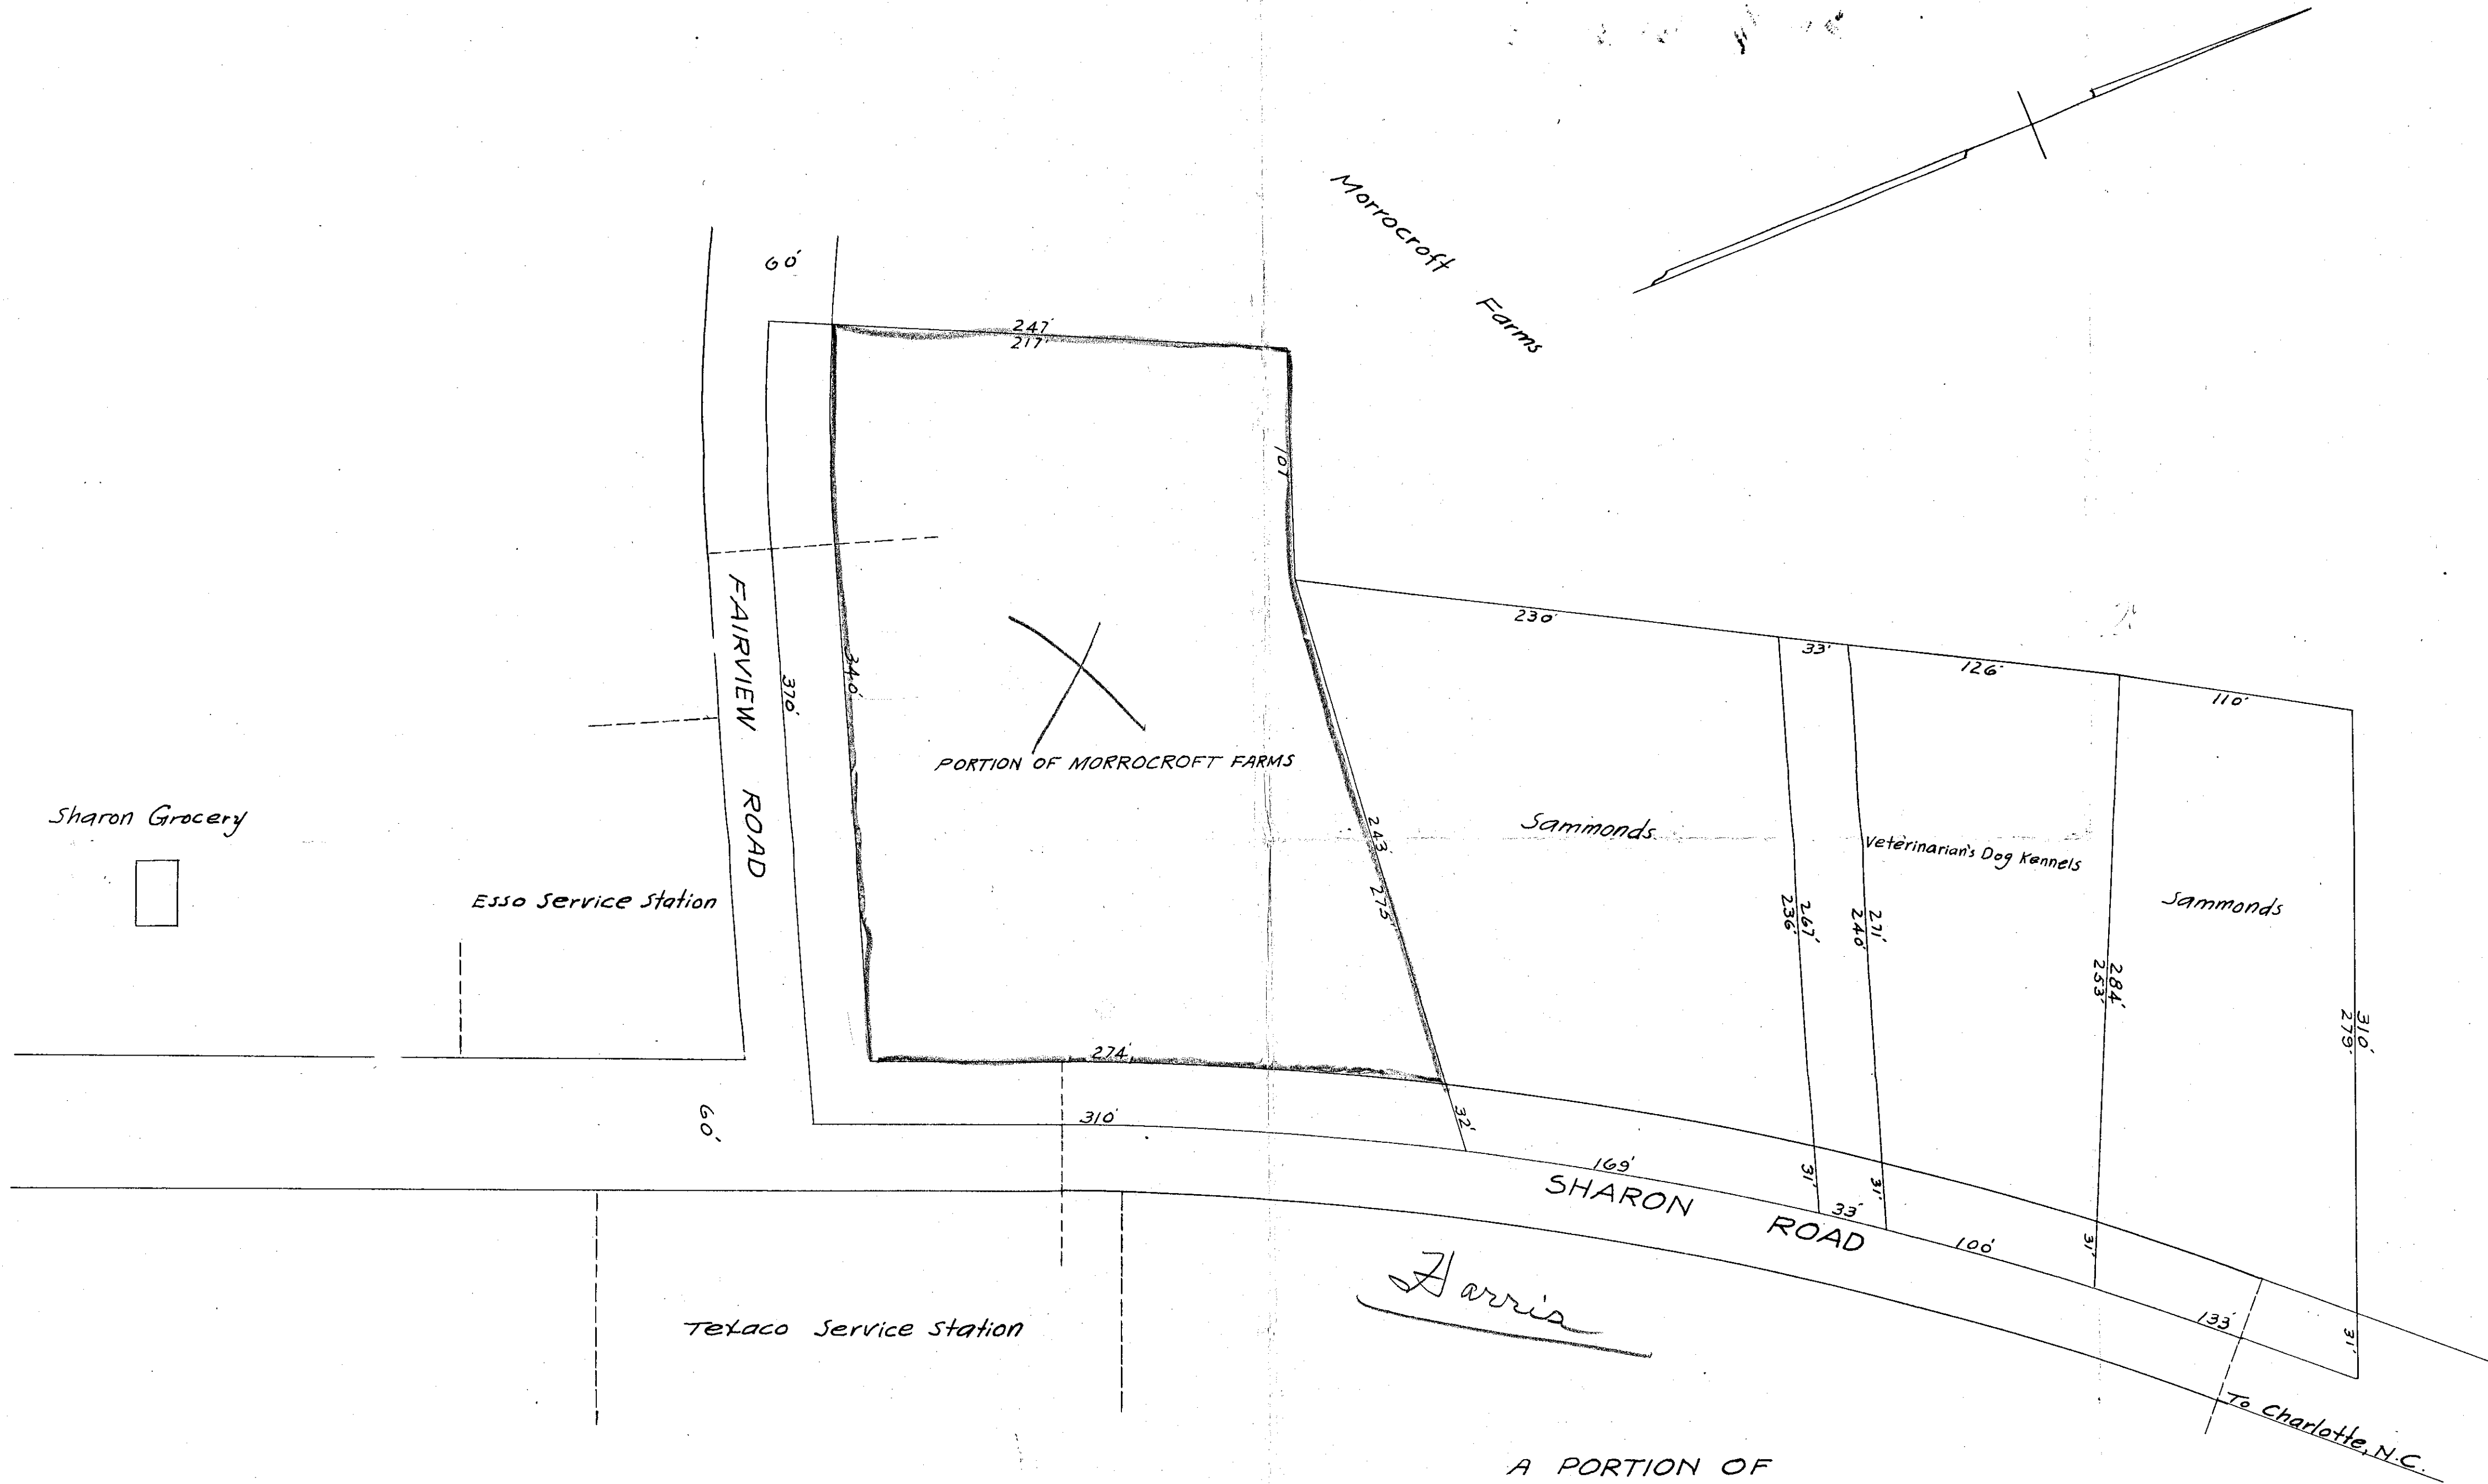 Morrocroft Farms
60'
247'
217'
107'
230'
33'
126'
110'
FAIRVIEW ROAD
370'
340'
PORTION OF MORROCROFT FARMS
Sharon Grocery
Esso Service Station
243'
275'
Sammonds
Veterinarian's Dog Kennels
Sammonds
267'
236'
271'
240'
284'
253'
310'
279'
274'
60'
310'
32'
169'
31'
33'
31'
100'
31'
133'
31'
SHARON ROAD
Harris
Texaco Service Station
To Charlotte, N.C.
A PORTION OF